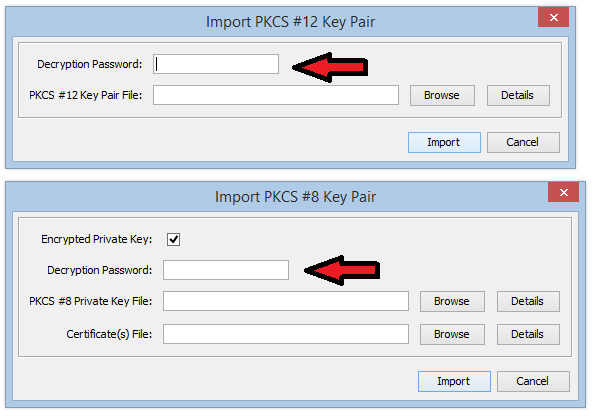 Import PKCS #12 Key Pair
Decryption Password:
PKCS #12 Key Pair File: Browse Details
Import Cancel
Import PKCS #8 Key Pair
Encrypted Private Key:
Decryption Password:
PKCS #8 Private Key File: Browse Details
Certificate(s) File: Browse Details
Import Cancel